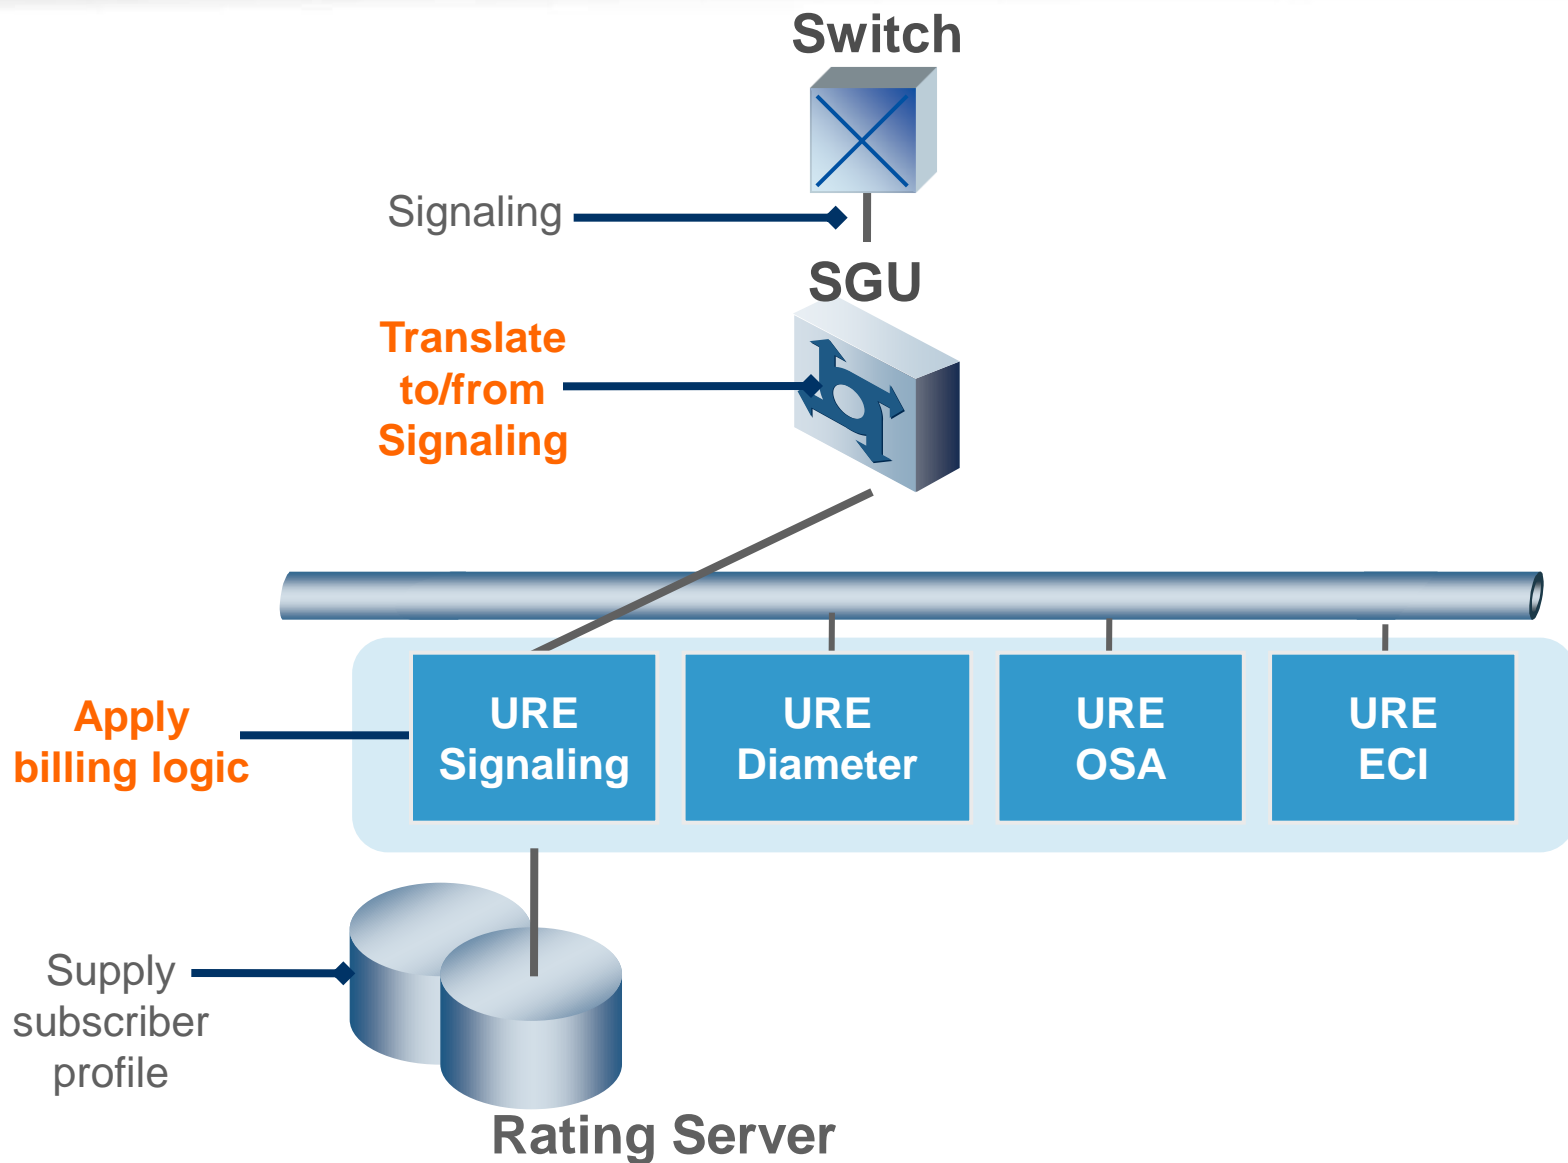 Switch
Signaling
SGU
Translate
to/from
Signaling
Apply
billing logic
URE
Signaling
URE
Diameter
URE
OSA
URE
ECI
Supply
subscriber
profile
Rating Server